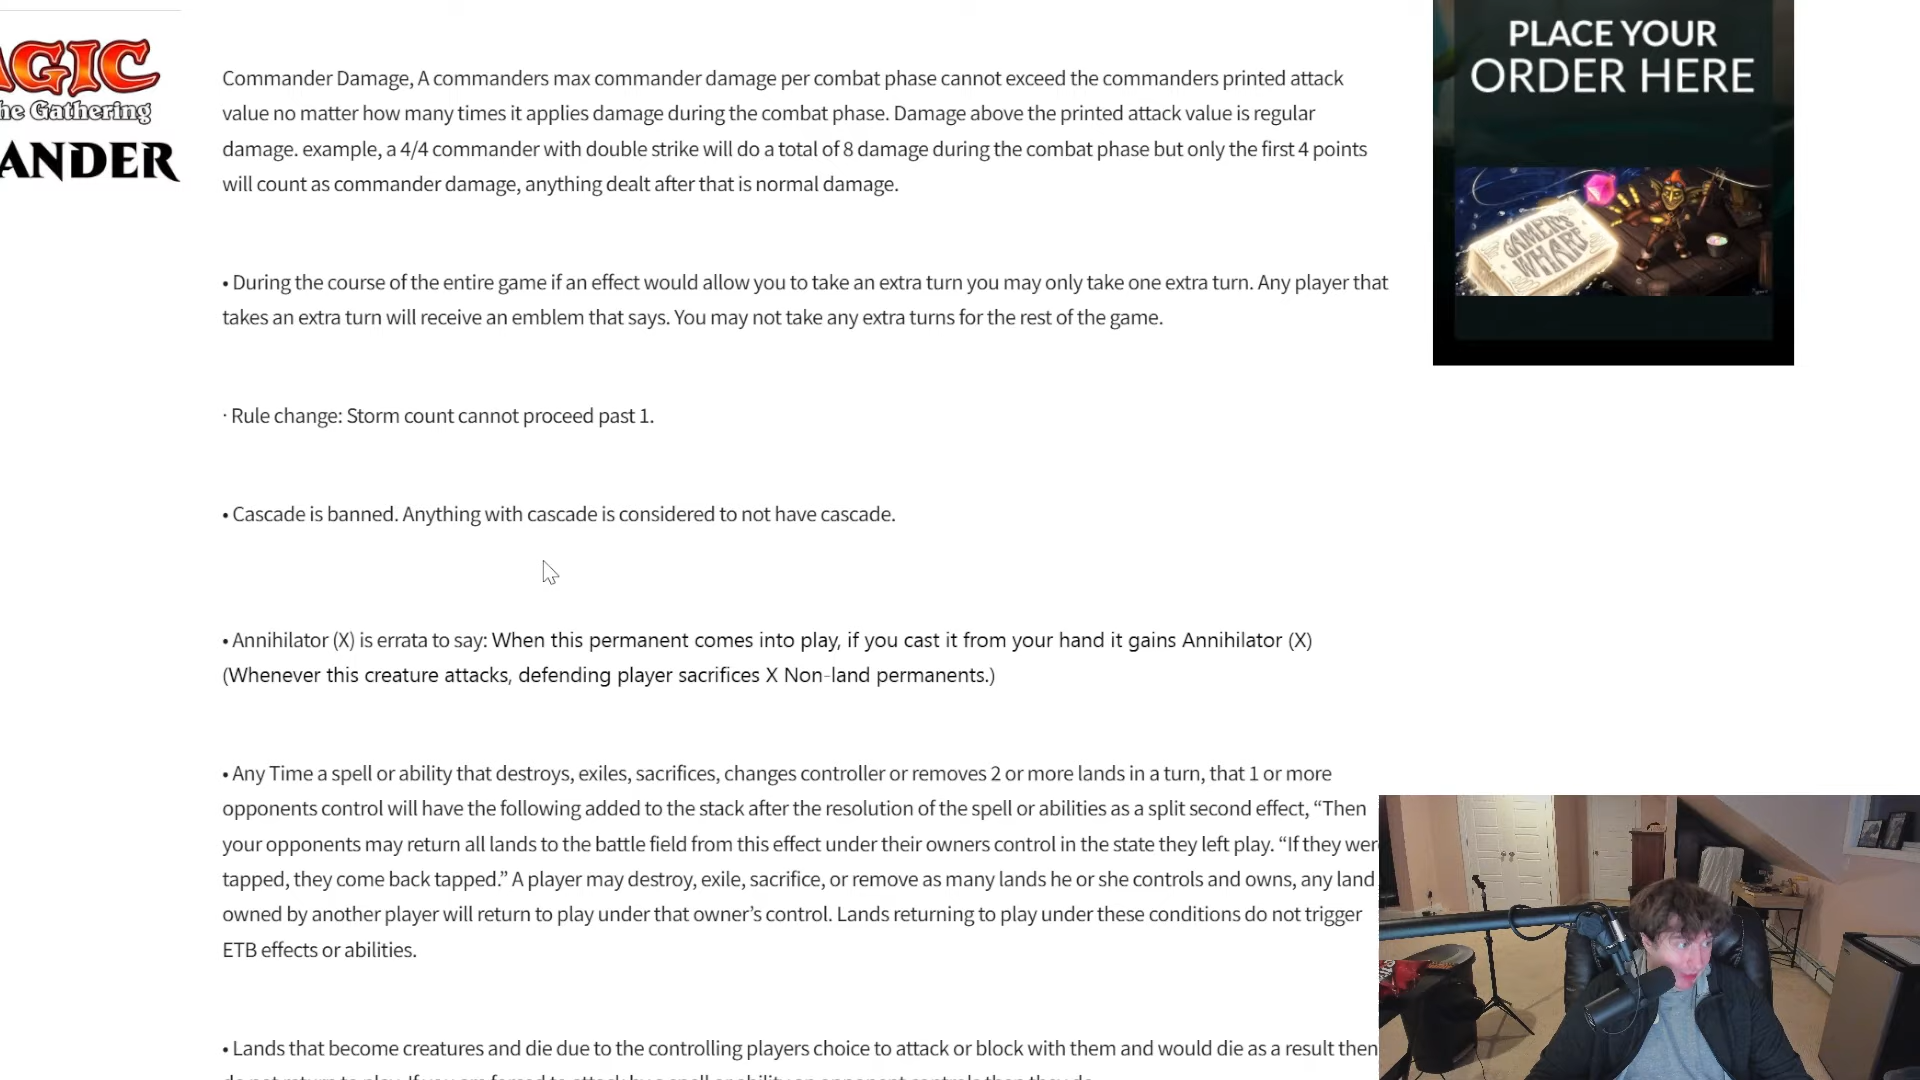 AGIC
he Gathering
ANDER
PLACE YOUR
ORDER HERE
GAMER'S
WHARF
Commander Damage, A commanders max commander damage per combat phase cannot exceed the commanders printed attack
value no matter how many times it applies damage during the combat phase. Damage above the printed attack value is regular
damage. example, a 4/4 commander with double strike will do a total of 8 damage during the combat phase but only the first 4 points
will count as commander damage, anything dealt after that is normal damage.
• During the course of the entire game if an effect would allow you to take an extra turn you may only take one extra turn. Any player that
takes an extra turn will receive an emblem that says. You may not take any extra turns for the rest of the game.
· Rule change: Storm count cannot proceed past 1.
• Cascade is banned. Anything with cascade is considered to not have cascade.
• Annihilator (X) is errata to say: When this permanent comes into play, if you cast it from your hand it gains Annihilator (X)
(Whenever this creature attacks, defending player sacrifices X Non-land permanents.)
• Any Time a spell or ability that destroys, exiles, sacrifices, changes controller or removes 2 or more lands in a turn, that 1 or more
opponents control will have the following added to the stack after the resolution of the spell or abilities as a split second effect, “Then
your opponents may return all lands to the battle field from this effect under their owners control in the state they left play. “If they wer
tapped, they come back tapped.” A player may destroy, exile, sacrifice, or remove as many lands he or she controls and owns, any land
owned by another player will return to play under that owner’s control. Lands returning to play under these conditions do not trigger
ETB effects or abilities.
• Lands that become creatures and die due to the controlling players choice to attack or block with them and would die as a result then